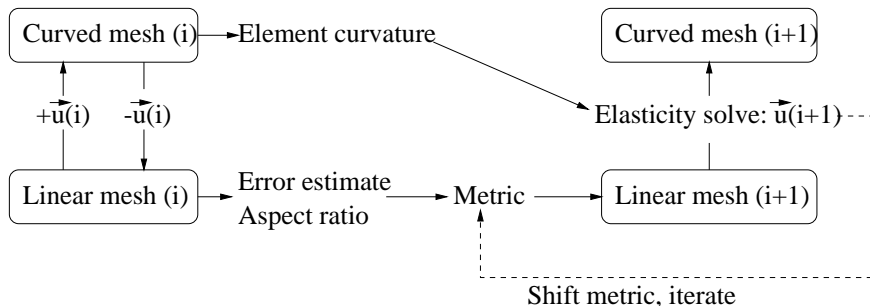 Curved mesh (i)
Element curvature
Curved mesh (i+1)
+u(i)
-u(i)
Elasticity solve: u(i+1)
Linear mesh (i)
Error estimate
Aspect ratio
Metric
Linear mesh (i+1)
Shift metric, iterate